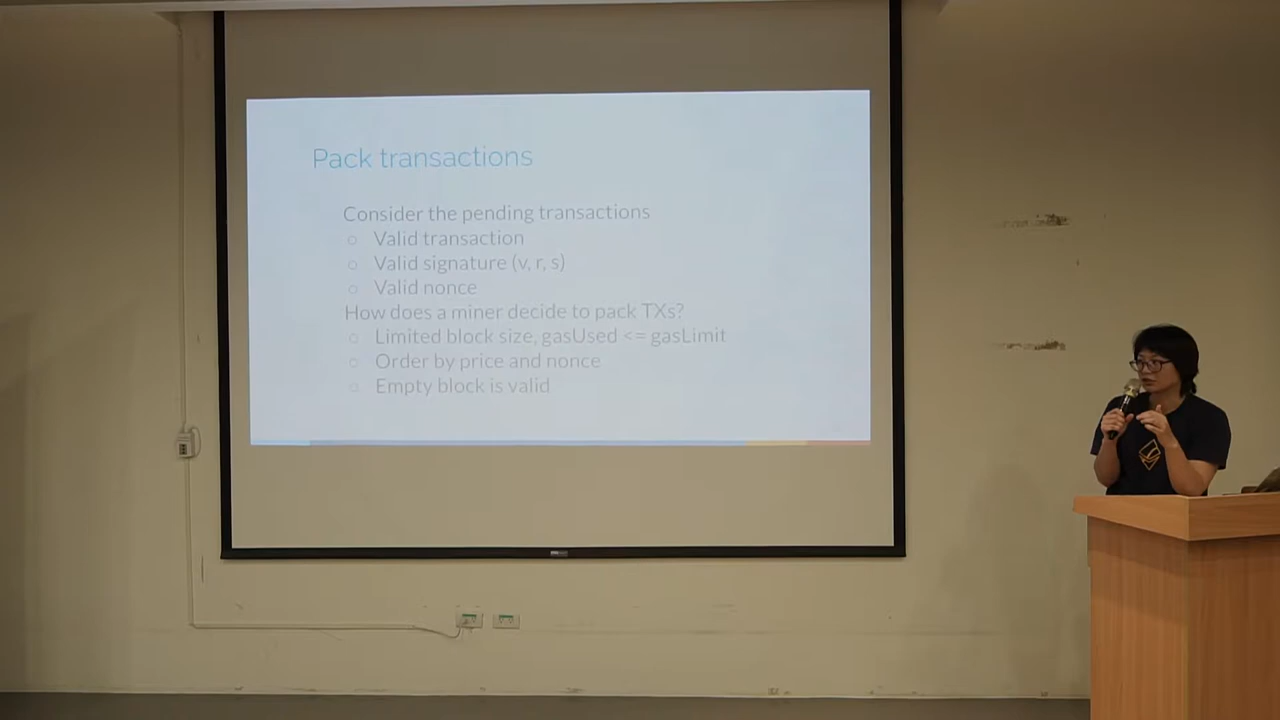 Pack transactions
Consider the pending transactions
○ Valid transaction
○ Valid signature (v, r, s)
○ Valid nonce
How does a miner decide to pack TXs?
○ Limited block size, gasUsed <= gasLimit
○ Order by price and nonce
○ Empty block is valid